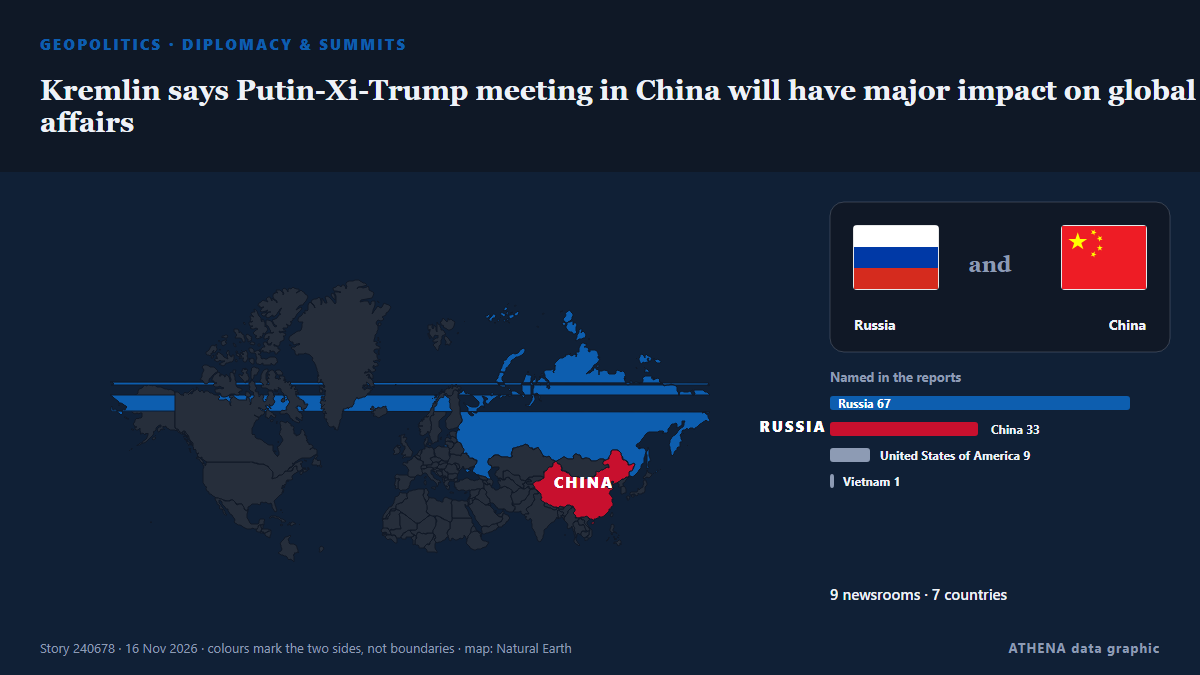 GEOPOLITICS · DIPLOMACY & SUMMITS
Kremlin says Putin-Xi-Trump meeting in China will have major impact on global
affairs
and
Russia
China
Named in the reports
Russia 67
RUSSIA
China 33
United States of America 9
Vietnam 1
CHINA
9 newsrooms · 7 countries
Story 240678 · 16 Nov 2026 · colours mark the two sides, not boundaries · map: Natural Earth
ATHENA data graphic